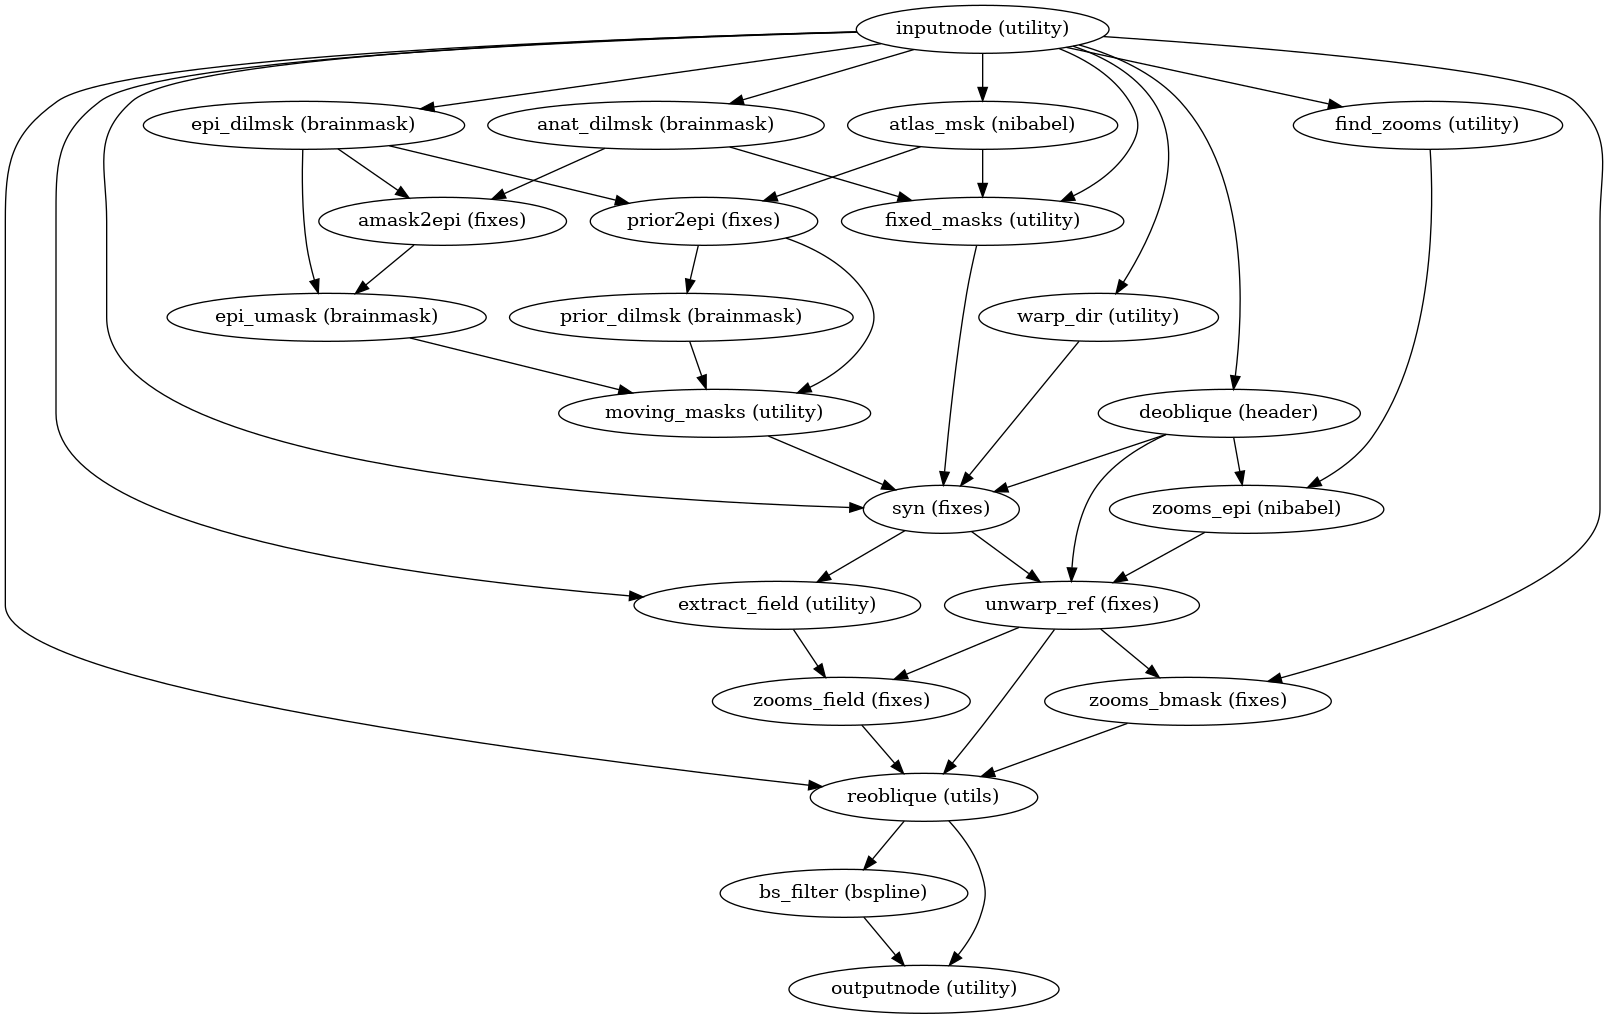 inputnode (utility)
epi_dilmsk (brainmask)
anat_dilmsk (brainmask)
atlas_msk (nibabel)
find_zooms (utility)
amask2epi (fixes)
prior2epi (fixes)
fixed_masks (utility)
epi_umask (brainmask)
prior_dilmsk (brainmask)
warp_dir (utility)
moving_masks (utility)
deoblique (header)
syn (fixes)
zooms_epi (nibabel)
extract_field (utility)
unwarp_ref (fixes)
zooms_field (fixes)
zooms_bmask (fixes)
reoblique (utils)
bs_filter (bspline)
outputnode (utility)